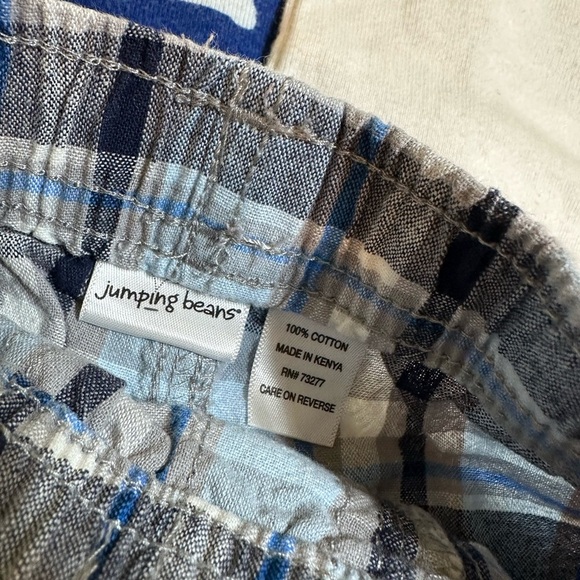 jumping beans®
100% COTTON
MADE IN KENYA
RN# 73277
CARE ON REVERSE